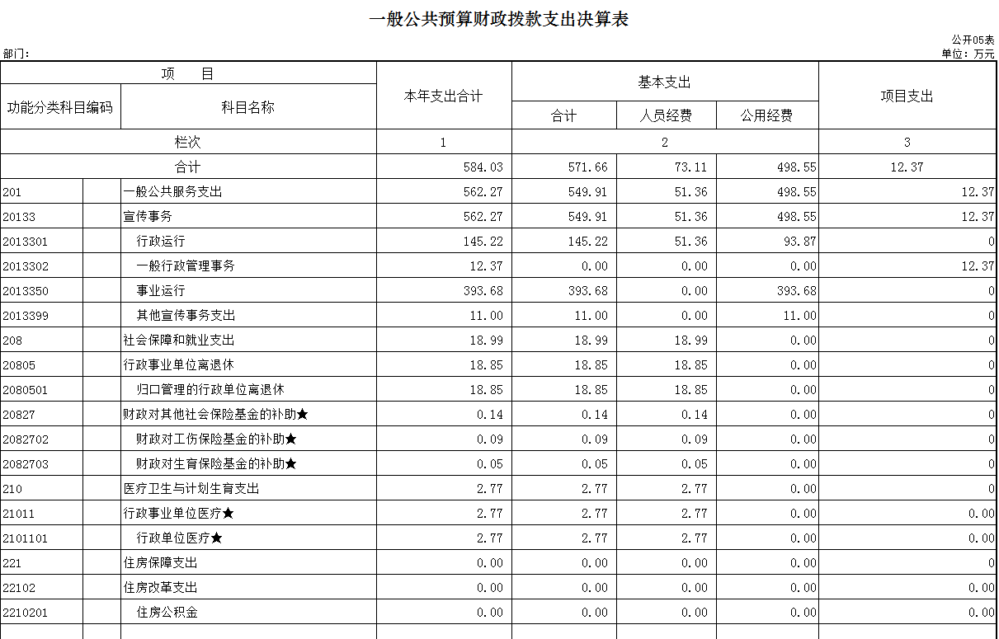 一般公共预算财政拨款支出决算表
公开05表
部门： 单位：万元
项 目 本年支出合计 基本支出 项目支出
功能分类科目编码 科目名称 合计 人员经费 公用经费
栏次 1 2 3
合计 584.03 571.66 73.11 498.55 12.37
201 一般公共服务支出 562.27 549.91 51.36 498.55 12.37
20133 宣传事务 562.27 549.91 51.36 498.55 12.37
2013301 行政运行 145.22 145.22 51.36 93.87 0
2013302 一般行政管理事务 12.37 0.00 0.00 0.00 12.37
2013350 事业运行 393.68 393.68 0.00 393.68 0
2013399 其他宣传事务支出 11.00 11.00 0.00 11.00 0
208 社会保障和就业支出 18.99 18.99 18.99 0.00 0
20805 行政事业单位离退休 18.85 18.85 18.85 0.00 0
2080501 归口管理的行政单位离退休 18.85 18.85 18.85 0.00 0
20827 财政对其他社会保险基金的补助★ 0.14 0.14 0.14 0.00 0
2082702 财政对工伤保险基金的补助★ 0.09 0.09 0.09 0.00 0
2082703 财政对生育保险基金的补助★ 0.05 0.05 0.05 0.00 0
210 医疗卫生与计划生育支出 2.77 2.77 2.77 0.00 0
21011 行政事业单位医疗★ 2.77 2.77 2.77 0.00 0.00
2101101 行政单位医疗★ 2.77 2.77 2.77 0.00 0.00
221 住房保障支出 0.00 0.00 0.00 0.00 0
22102 住房改革支出 0.00 0.00 0.00 0.00 0.00
2210201 住房公积金 0.00 0.00 0.00 0.00 0.00